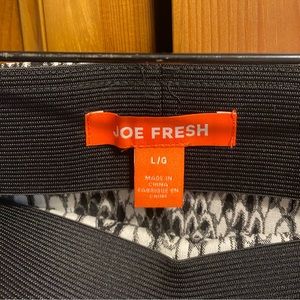 JOE FRESH
L/G
MADE IN
CHINA
FABRIQUÉ EN
CHINE